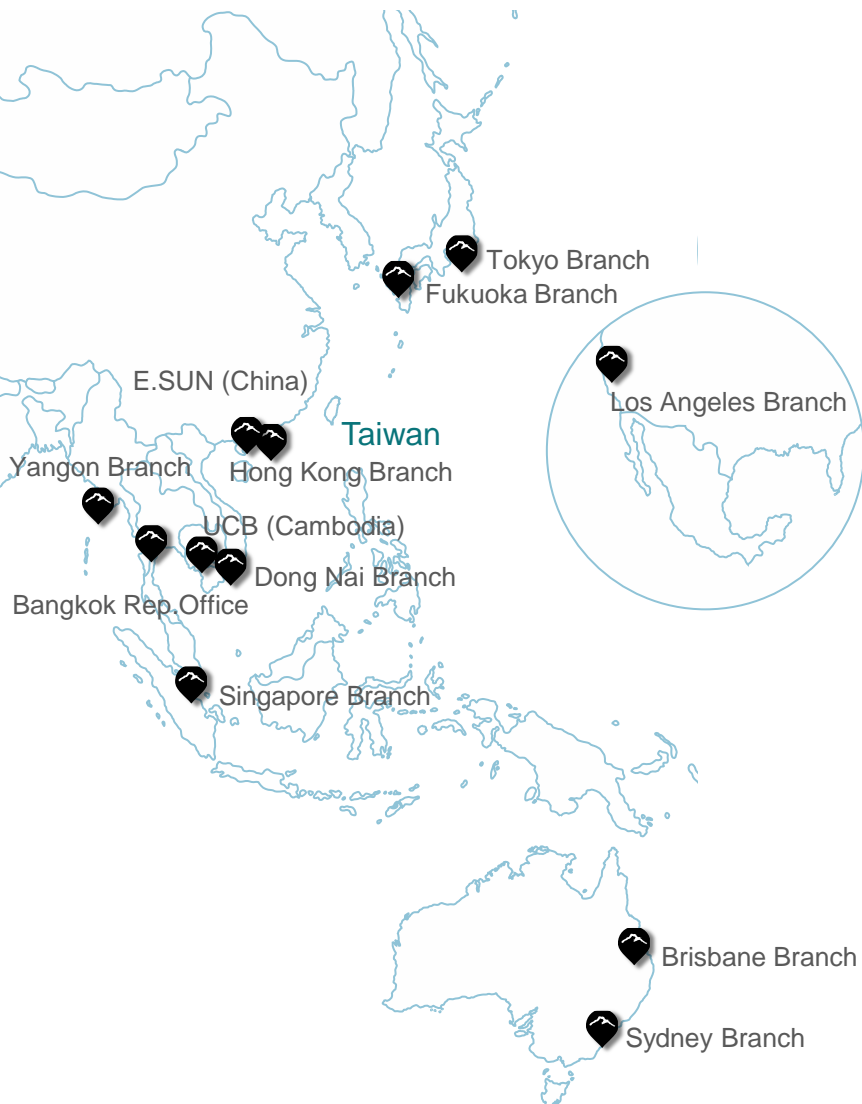 Tokyo Branch
Fukuoka Branch
E.SUN (China)
Los Angeles Branch
Taiwan
Yangon Branch
Hong Kong Branch
UCB (Cambodia)
Dong Nai Branch
Bangkok Rep.Office
Singapore Branch
Brisbane Branch
Sydney Branch